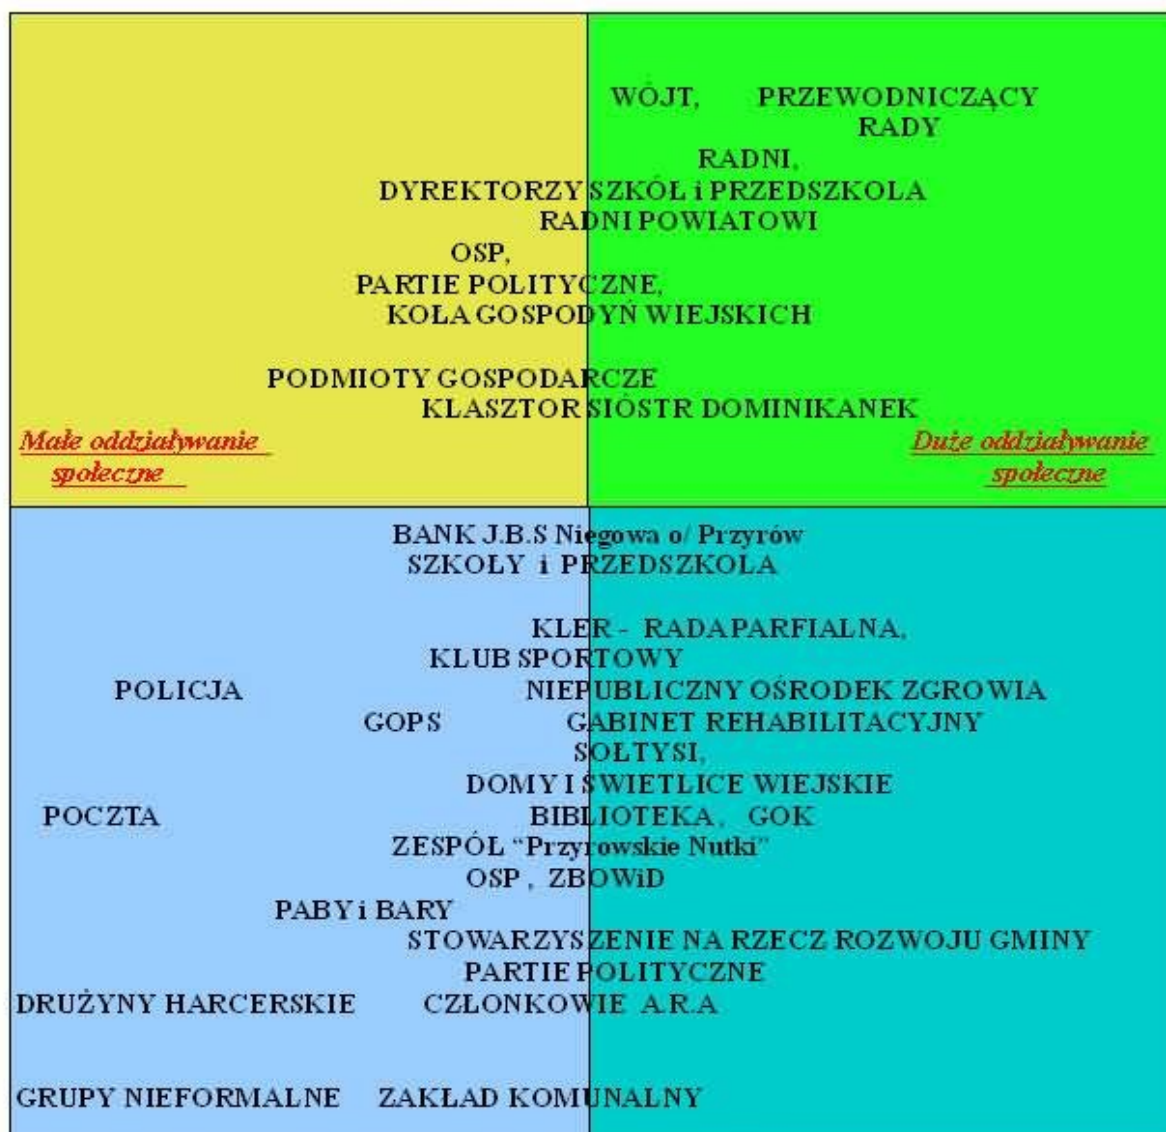 WÓJT, PRZEWODNICZĄCY
RADY
RADNI,
DYREKTORZY SZKÓŁ i PRZEDSZKOLA
RADNI POWIATOWI
OSP,
PARTIE POLITYCZNE,
KOŁA GOSPODYŃ WIEJSKICH
PODMIOTY GOSPODARCZE
KLASZTOR SIÓSTR DOMINIKANEK
Małe oddziaływanie
społeczne
Duże oddziaływanie
społeczne
BANK J.B.S Niegowa o/ Przyrów
SZKOŁY i PRZEDSZKOLA
KLER - RADA PARFIALNA,
KLUB SPORTOWY
POLICJA NIEPUBLICZNY OŚRODEK ZGROWIA
GOPS GABINET REHABILITACYJNY
SOŁTYSI,
DOMY I ŚWIETLICE WIEJSKIE
POCZTA BIBLIOTEKA, GOK
ZESPÓŁ “Przyrowskie Nutki”
OSP , ZBOWiD
PABY i BARY
STOWARZYSZENIE NA RZECZ ROZWOJU GMINY
PARTIE POLITYCZNE
DRUŻYNY HARCERSKIE CZŁONKOWIE A.R.A
GRUPY NIEFORMALNE ZAKŁAD KOMUNALNY